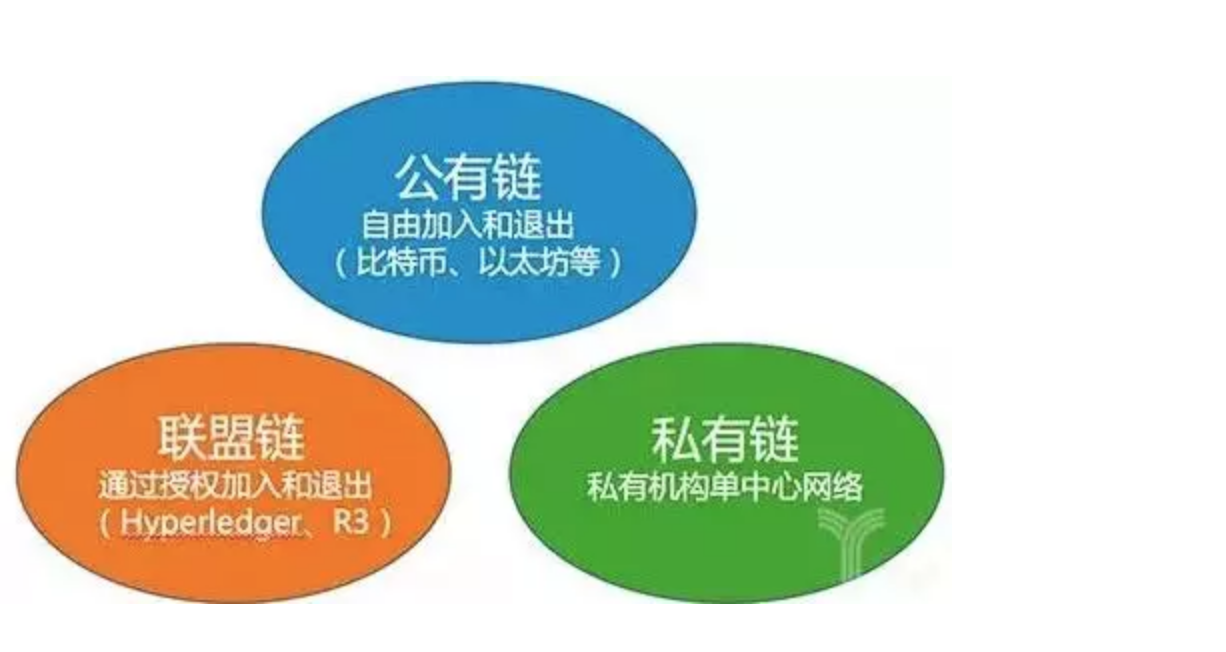 公有链
自由加入和退出
（比特币、以太坊等）
联盟链
通过授权加入和退出
（Hyperledger、R3）
私有链
私有机构单中心网络